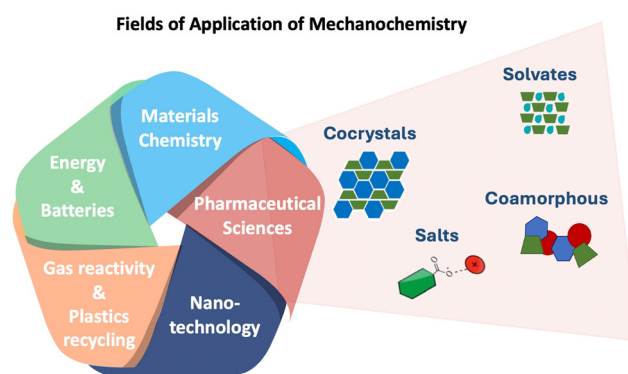 Fields of Application of Mechanochemistry
Materials
Chemistry
Energy
&
Batteries
Pharmaceutical
Sciences
Gas reactivity
&
Plastics
recycling
Nano-
technology
Cocrystals
Solvates
Salts
Coamorphous
O
O
-
+